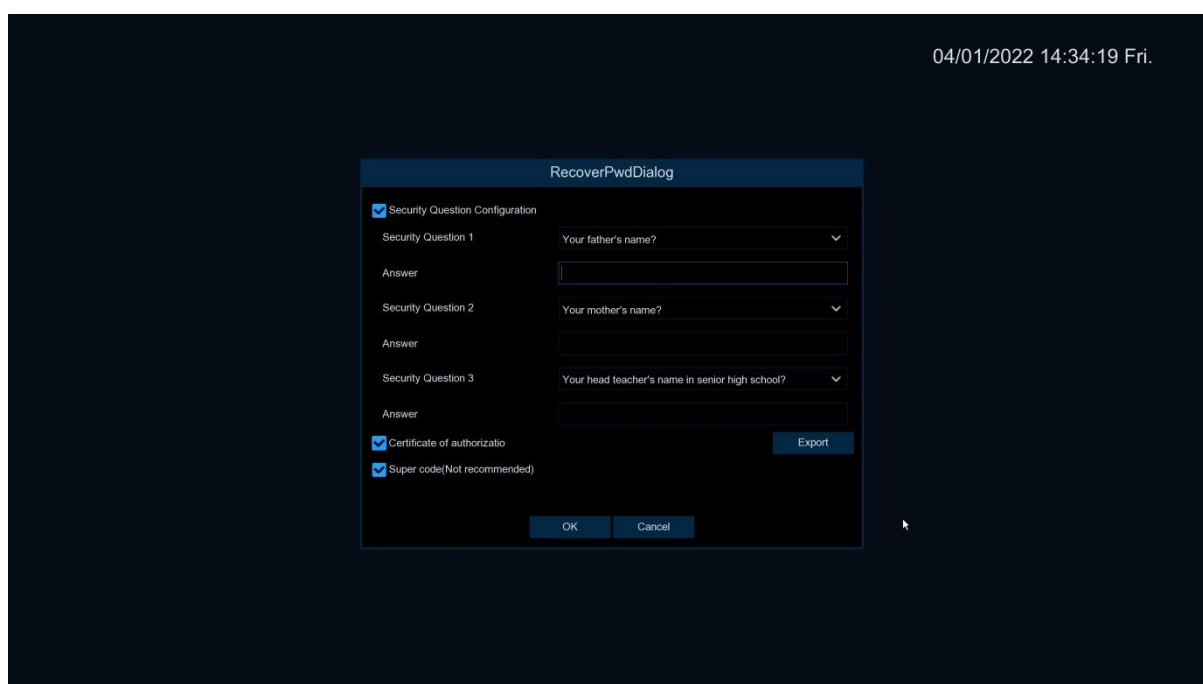 04/01/2022 14:34:19 Fri.
RecoverPwdDialog
Security Question Configuration
Security Question 1 Your father's name?
Answer
Security Question 2 Your mother's name?
Answer
Security Question 3 Your head teacher's name in senior high school?
Answer
Certificate of authorizatio Export
Super code(Not recommended)
OK Cancel